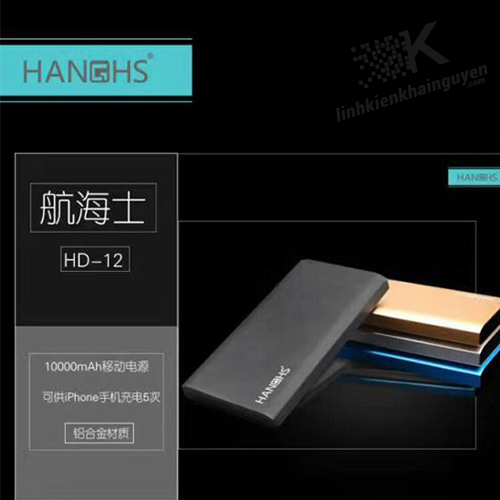 HANGHS®
linhkienkhainguyen.com
HANGHS
航海士
HD-12
10000mAh移动电源
可供iPhone手机充电5次
铝合金材质
HANGHS®